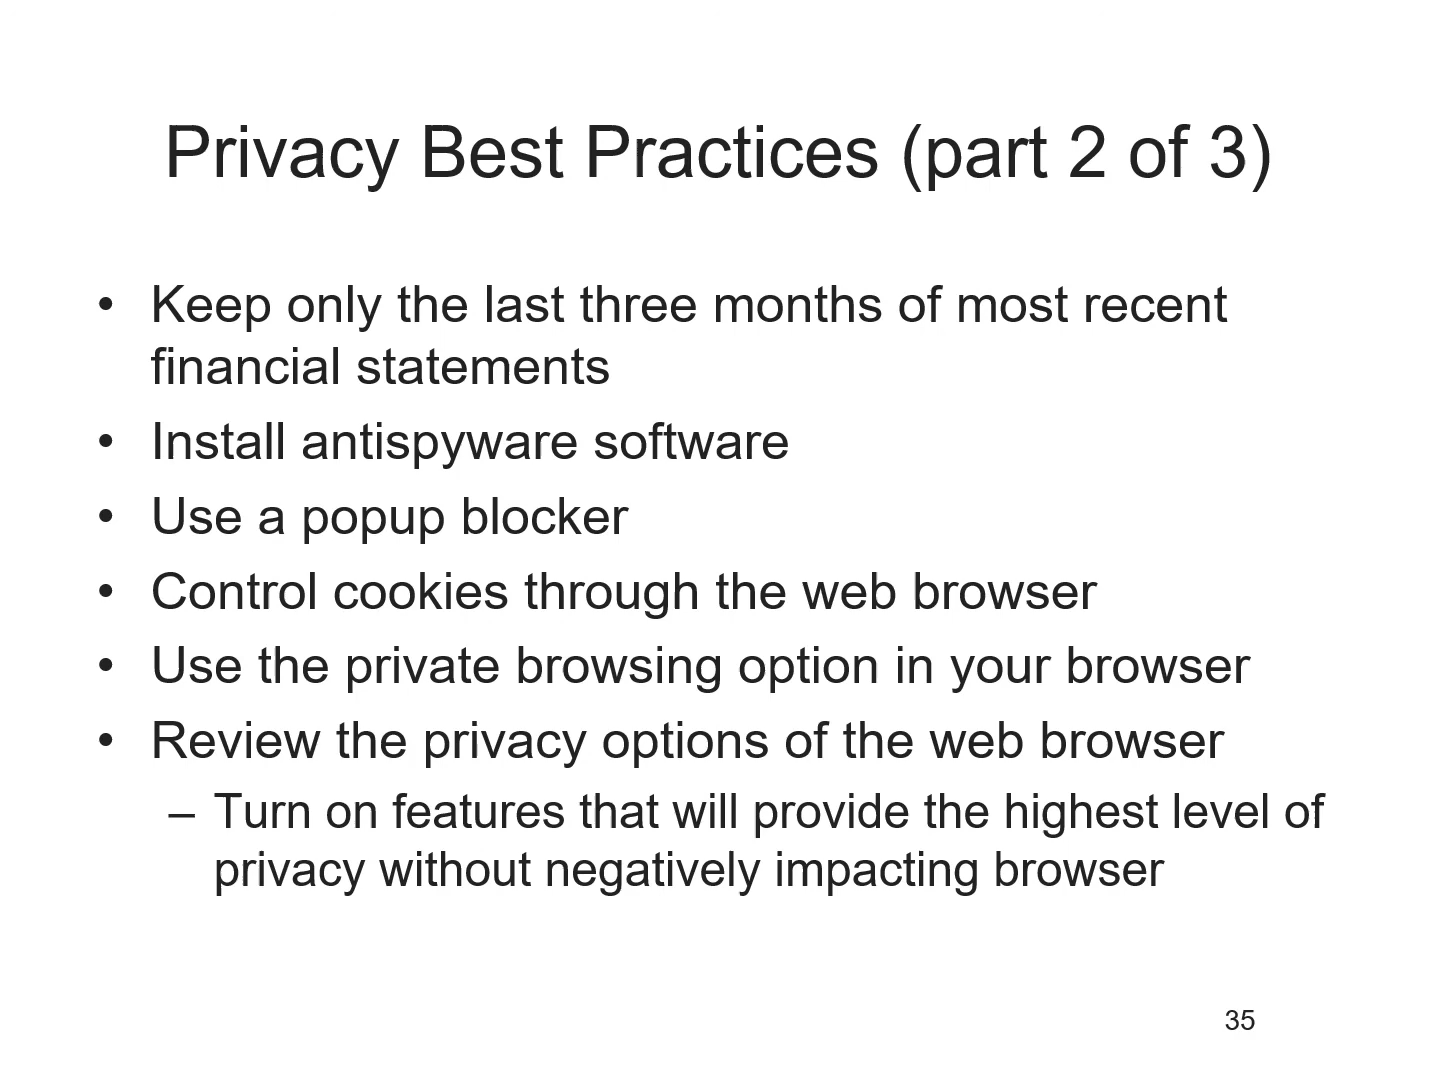 Privacy Best Practices (part 2 of 3)
• Keep only the last three months of most recent
financial statements
• Install antispyware software
• Use a popup blocker
• Control cookies through the web browser
• Use the private browsing option in your browser
• Review the privacy options of the web browser
– Turn on features that will provide the highest level of
privacy without negatively impacting browser
35